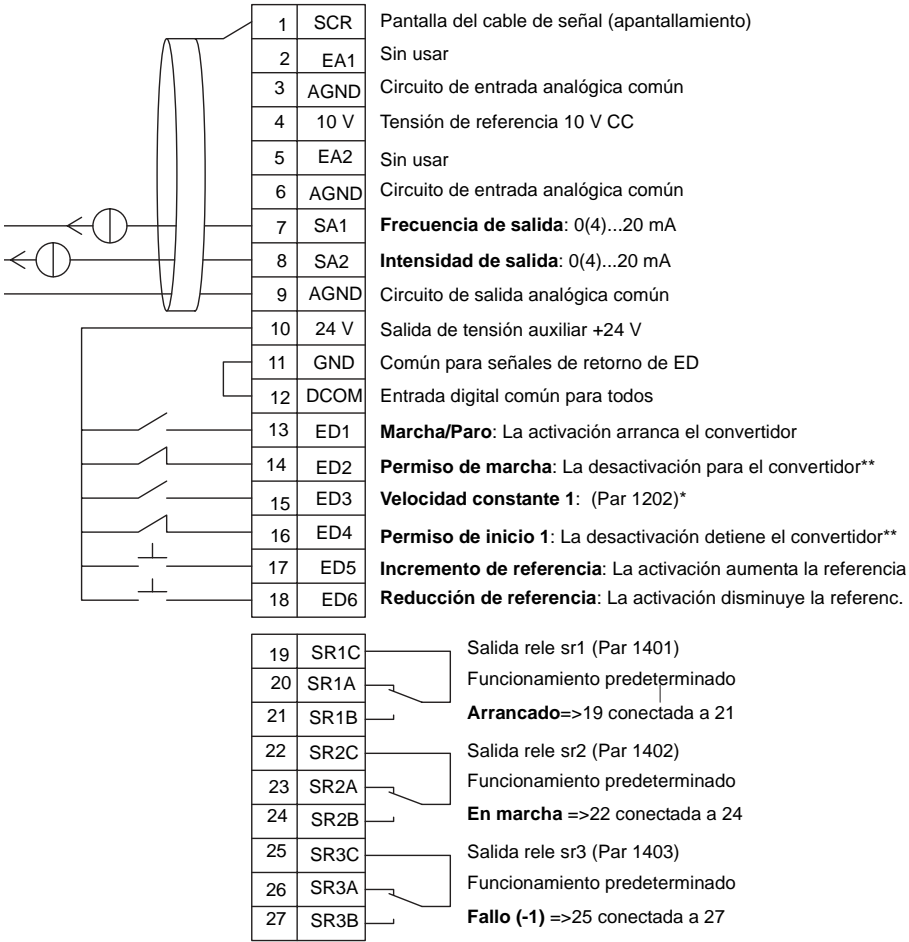 1 SCR Pantalla del cable de señal (apantallamiento)
2 EA1 Sin usar
3 AGND Circuito de entrada analógica común
4 10 V Tensión de referencia 10 V CC
5 EA2 Sin usar
6 AGND Circuito de entrada analógica común
7 SA1 Frecuencia de salida: 0(4)...20 mA
8 SA2 Intensidad de salida: 0(4)...20 mA
9 AGND Circuito de salida analógica común
10 24 V Salida de tensión auxiliar +24 V
11 GND Común para señales de retorno de ED
12 DCOM Entrada digital común para todos
13 ED1 Marcha/Paro: La activación arranca el convertidor
14 ED2 Permiso de marcha: La desactivación para el convertidor**
15 ED3 Velocidad constante 1: (Par 1202)*
16 ED4 Permiso de inicio 1: La desactivación detiene el convertidor**
17 ED5 Incremento de referencia: La activación aumenta la referencia
18 ED6 Reducción de referencia: La activación disminuye la referenc.
19 SR1C Salida rele sr1 (Par 1401)
20 SR1A Funcionamiento predeterminado
21 SR1B Arrancado=>19 conectada a 21
22 SR2C Salida rele sr2 (Par 1402)
23 SR2A Funcionamiento predeterminado
24 SR2B En marcha =>22 conectada a 24
25 SR3C Salida rele sr3 (Par 1403)
26 SR3A Funcionamiento predeterminado
27 SR3B Fallo (-1) =>25 conectada a 27